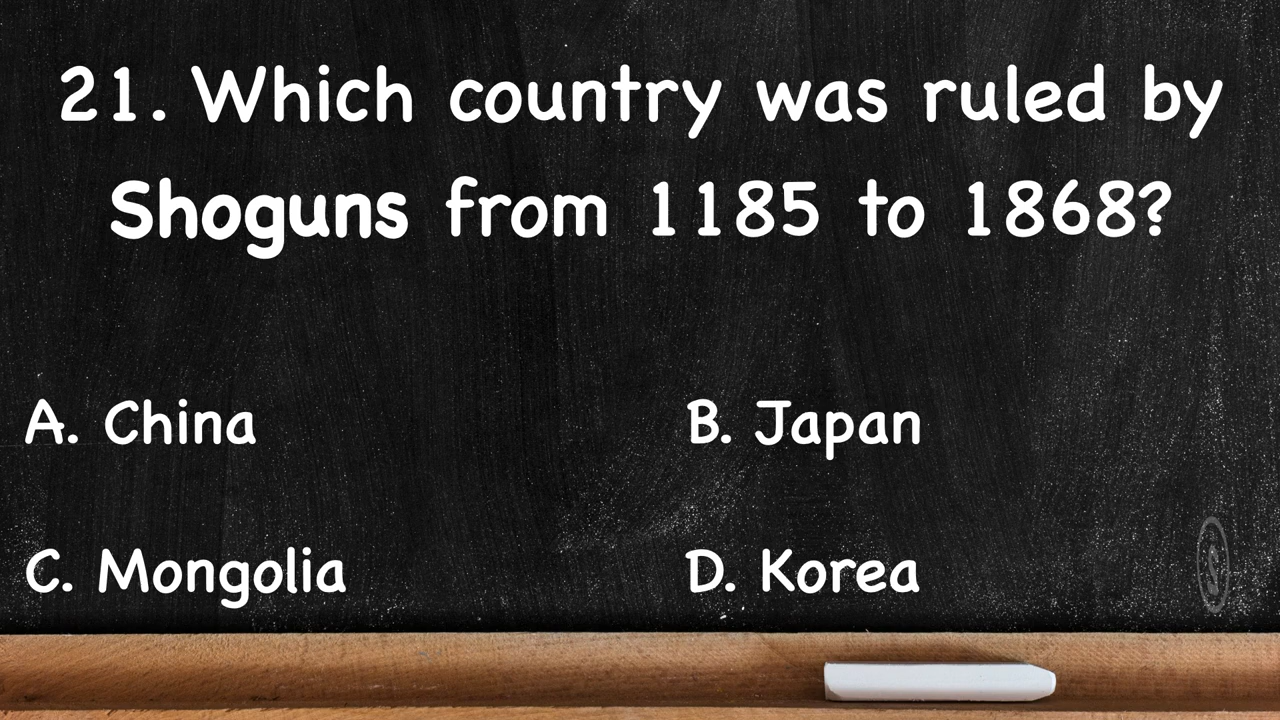 21. Which country was ruled by
Shoguns from 1185 to 1868?
A. China
B. Japan
C. Mongolia
D. Korea